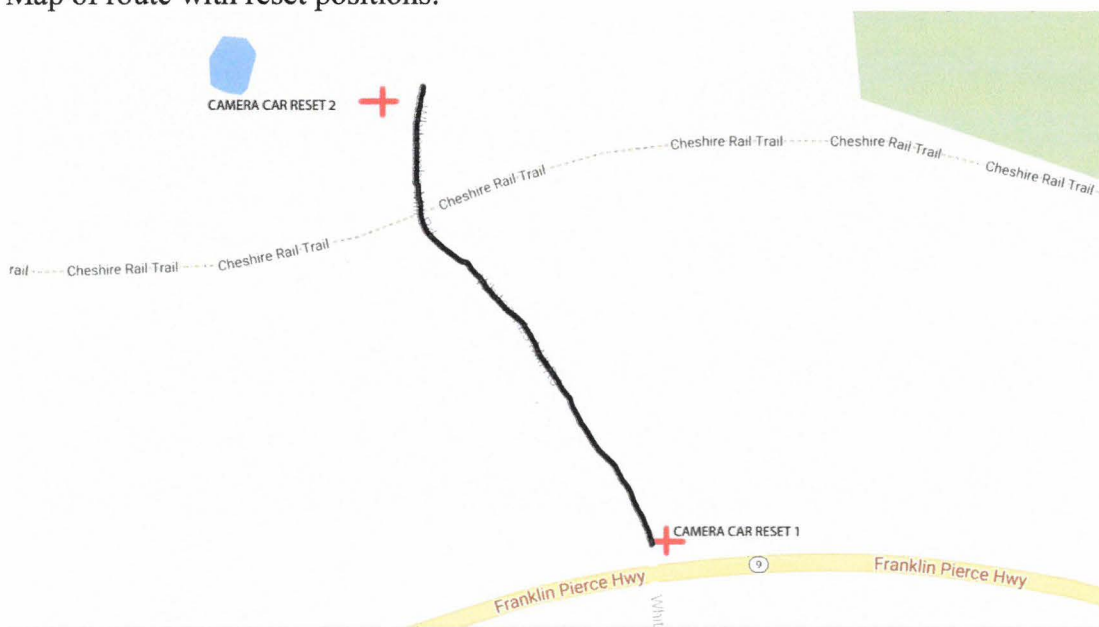 Map of route with reset positions:
CAMERA CAR RESET 2
Cheshire Rail Trail
Cheshire Rail Trail
Cheshire Rail Trail
Cheshire Rail Trail
rail
Cheshire Rail Trail
Cheshire Rail Trail
CAMERA CAR RESET 1
9
Franklin Pierce Hwy
Franklin Pierce Hwy
Whit